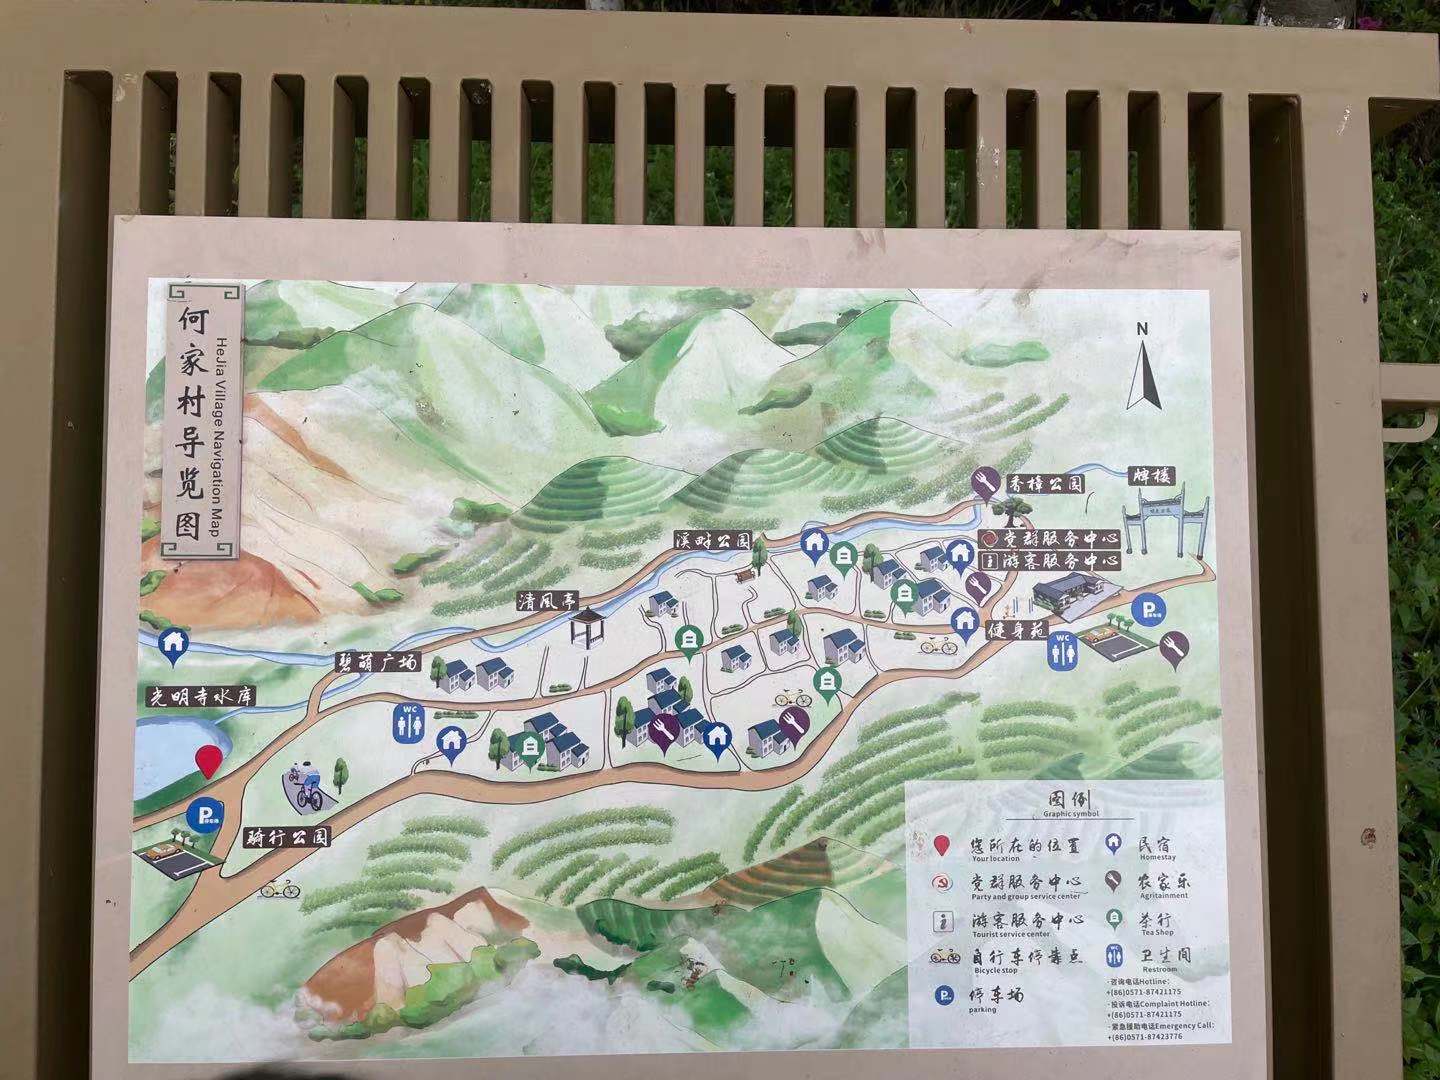 何家村导览图
HeJia Village Navigation Map
N
香樟公园
牌楼
党群服务中心
溪畔公园
i 游客服务中心
清风亭
P
健身苑
WC
碧萌广场
光明寺水库
WC
P
骑行公园
图例
Graphic symbol
您所在的位置
Your location
民宿
Homestay
党群服务中心
Party and group service center
农家乐
Agritainment
i 游客服务中心
Tourist service center
茶行
Tea Shop
自行车停靠点
Bicycle stop
WC 卫生间
Restroom
P 停车场
parking
·咨询电话Hotline:
+(86)0571-87421175
·投诉电话Complaint Hotline:
+(86)0571-87421175
·紧急援助电话Emergency Call:
+(86)0571-87423776